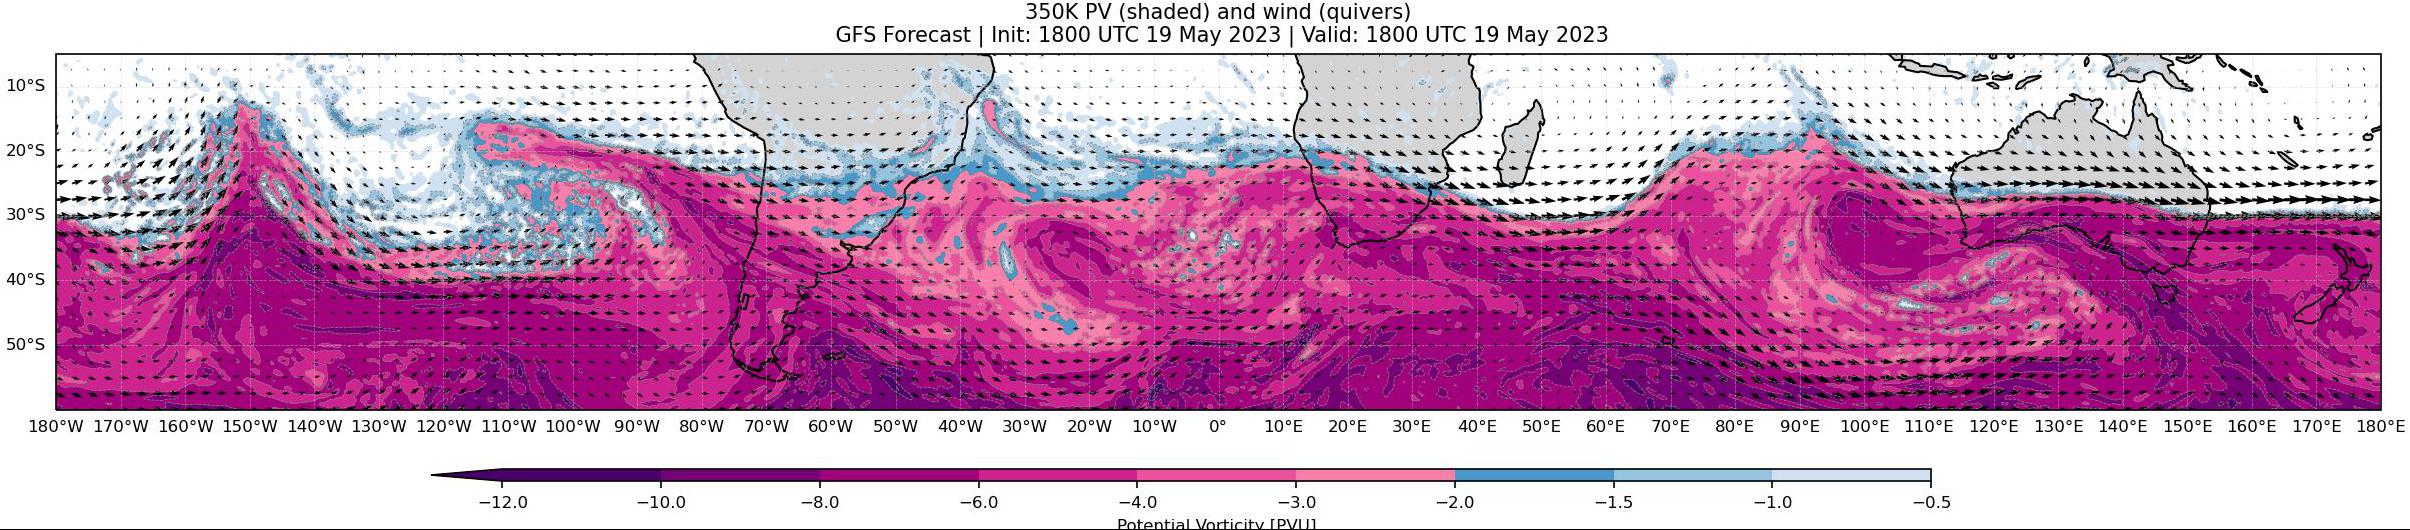 350K PV (shaded) and wind (quivers)
GFS Forecast | Init: 1800 UTC 19 May 2023 | Valid: 1800 UTC 19 May 2023
10°S
20°S
30°S
40°S
50°S
180°W 170°W 160°W 150°W 140°W 130°W 120°W 110°W 100°W 90°W 80°W 70°W 60°W 50°W 40°W 30°W 20°W 10°W 0° 10°E 20°E 30°E 40°E 50°E 60°E 70°E 80°E 90°E 100°E 110°E 120°E 130°E 140°E 150°E 160°E 170°E 180°E
−12.0 −10.0 −8.0 −6.0 −4.0 −3.0 −2.0 −1.5 −1.0 −0.5
Potential Vorticity [PVU]